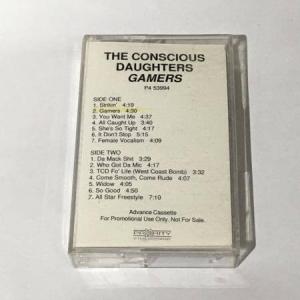 THE CONSCIOUS
DAUGHTERS
GAMERS
P4 53994
SIDE ONE
1. Strikin' 4:19
2. Gamers 4:30
3. You Want Me 4:37
4. All Caught Up 3:40
5. She's So Tight 4:17
6. It Don't Stop 5:15
7. Female Vocalism 4:09
SIDE TWO
1. Da Mack Shit 3:29
2. Who Got Da Mic 4:17
3. TCD Fo' Life (West Coast Bomb) 3:32
4. Come Smooth, Come Rude 4:07
5. Widow 4:05
6. So Good 4:50
7. All Star Freestyle 7:10
Advance Cassette
For Promotional Use Only, Not For Sale.
PRIORITY